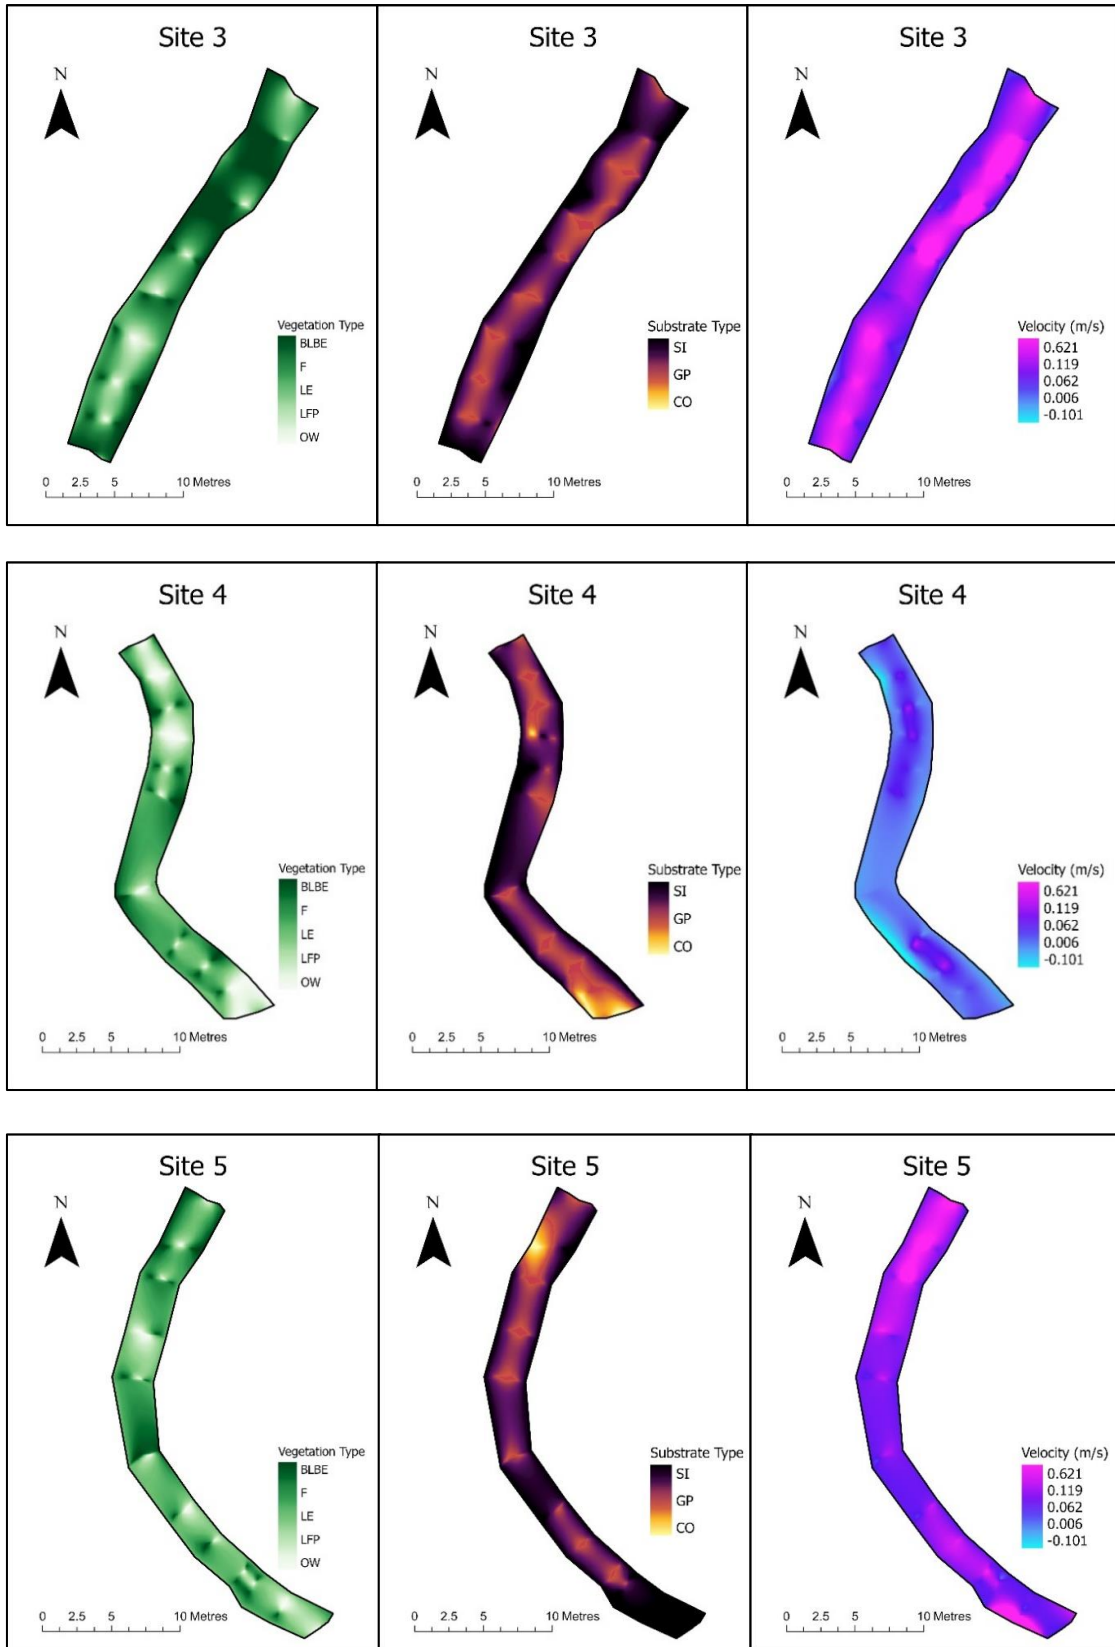 Site 3
N
Vegetation Type
BLBE
F
LE
LFP
OW
0 2.5 5 10 Metres
Site 3
N
Substrate Type
SI
GP
CO
0 2.5 5 10 Metres
Site 3
N
Velocity (m/s)
0.621
0.119
0.062
0.006
-0.101
0 2.5 5 10 Metres
Site 4
N
Vegetation Type
BLBE
F
LE
LFP
OW
0 2.5 5 10 Metres
Site 4
N
Substrate Type
SI
GP
CO
0 2.5 5 10 Metres
Site 4
N
Velocity (m/s)
0.621
0.119
0.062
0.006
-0.101
0 2.5 5 10 Metres
Site 5
N
Vegetation Type
BLBE
F
LE
LFP
OW
0 2.5 5 10 Metres
Site 5
N
Substrate Type
SI
GP
CO
0 2.5 5 10 Metres
Site 5
N
Velocity (m/s)
0.621
0.119
0.062
0.006
-0.101
0 2.5 5 10 Metres